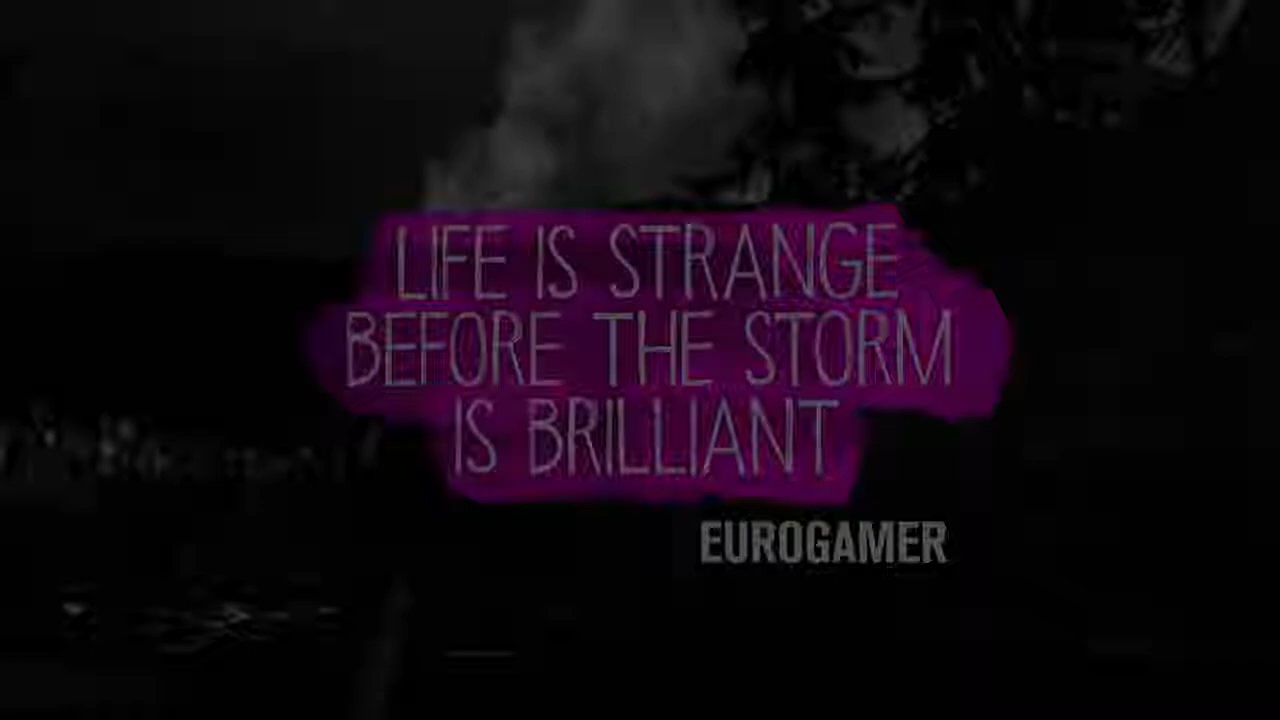 LIFE IS STRANGE
BEFORE THE STORM
IS BRILLIANT
EUROGAMER